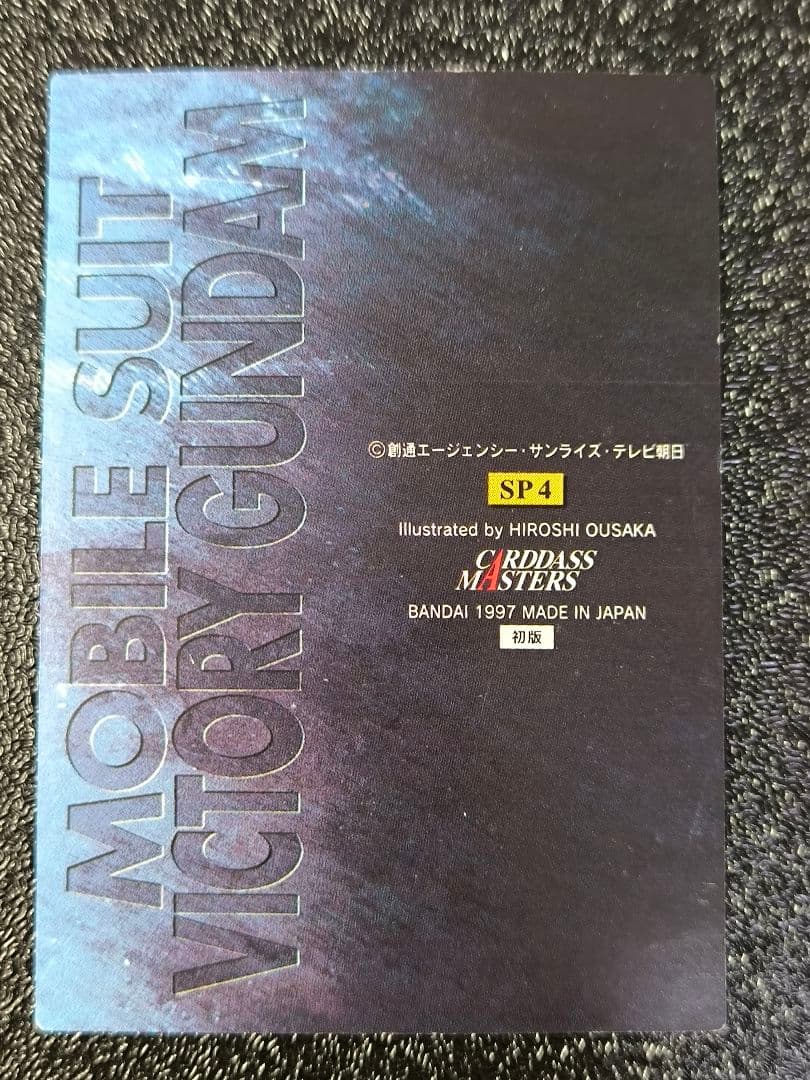 MOBILE SUIT
VICTORY GUNDAM
©創通エージェンシー・サンライズ・テレビ朝日
SP 4
Illustrated by HIROSHI OUSAKA
CARDDASS
MASTERS
BANDAI 1997 MADE IN JAPAN
初版